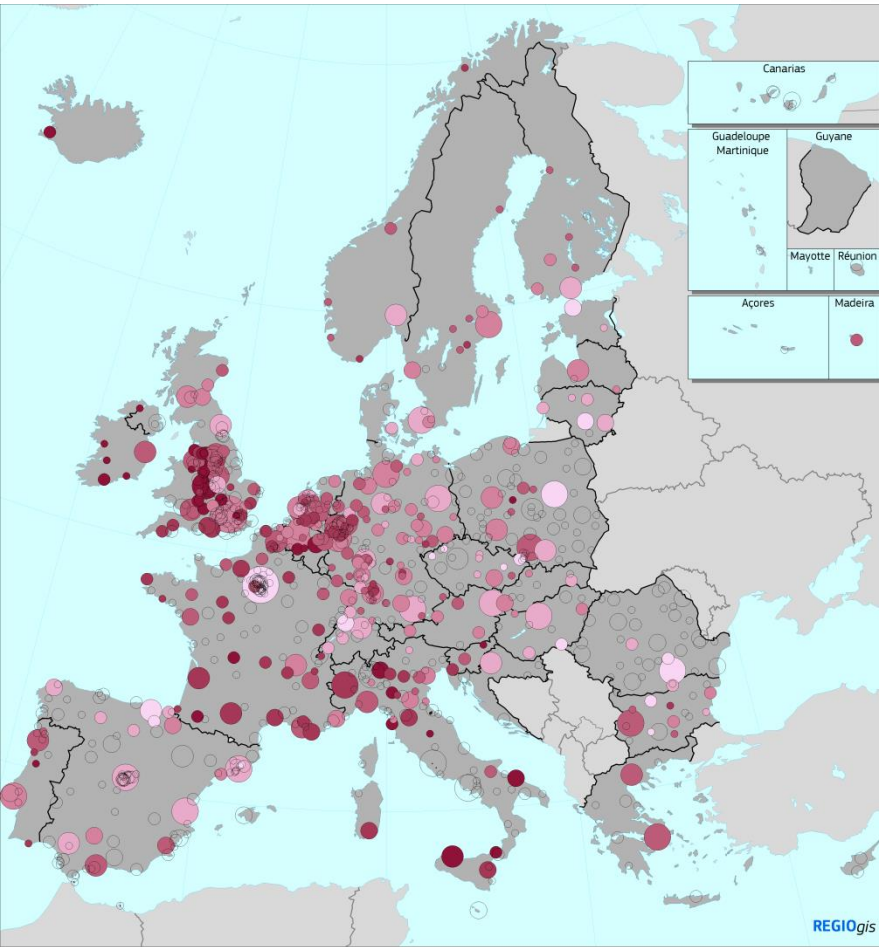 Canarias
Guadeloupe
Martinique
Guyane
Mayotte
Réunion
Açores
Madeira
REGIOgis